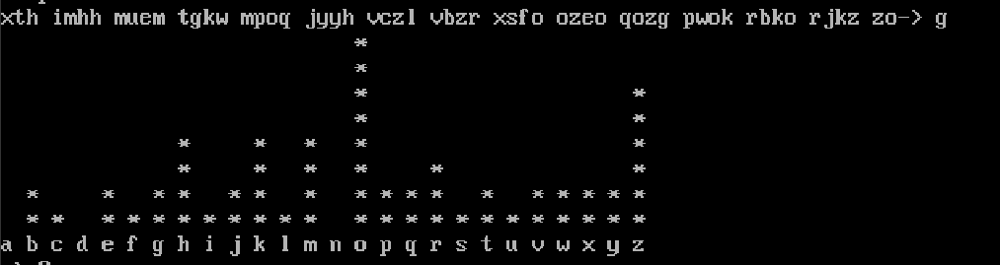 xth imhh muem tgkw mpoq jyyh vczl vbzr xsfo ozeo qozg pwok rbko rjkz zo-> g
*
*
* *
* *
* * * * *
* * * * * *
* * * * * * * * * * * * * * * *
* * * * * * * * * * * * * * * * * * * * * * *
a b c d e f g h i j k l m n o p q r s t u v w x y z